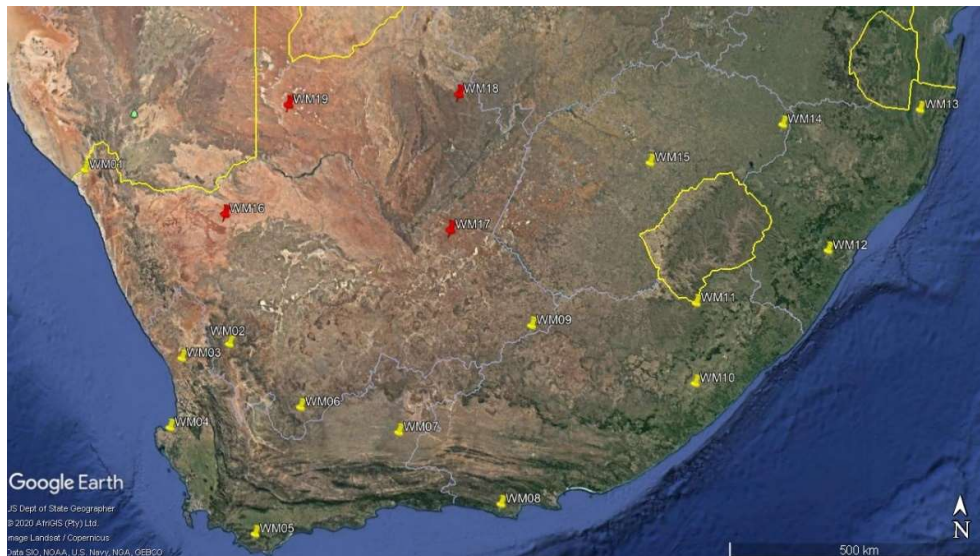 WM18
WM19
WM13
WM14
WM15
WM01
WM16
WM17
WM12
WM11
WM09
WM02
WM03
WM10
WM06
WM04
WM07
Google Earth
WM08
US Dept of State Geographer
© 2020 AfriGIS (Pty) Ltd.
Image Landsat / Copernicus
Data SIO, NOAA, U.S. Navy, NGA, GEBCO
WM05
500 km
N